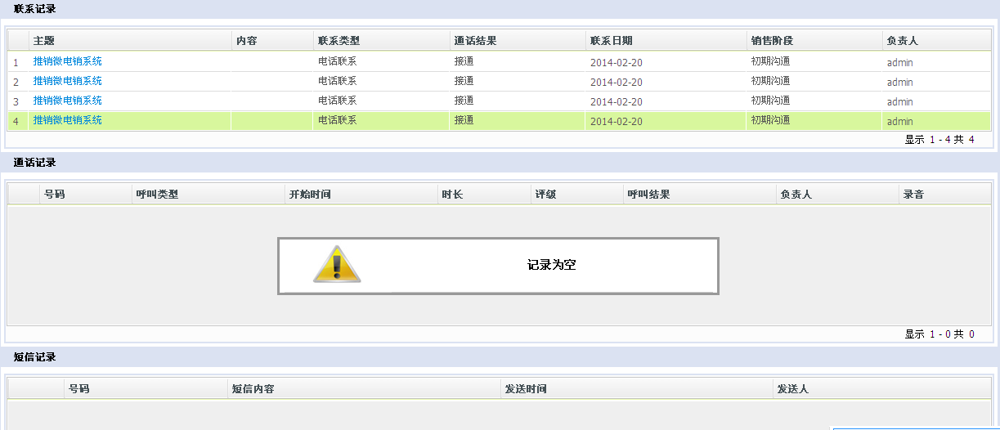 联系记录
主题 内容 联系类型 通话结果 联系日期 销售阶段 负责人
1 推销微电销系统 电话联系 接通 2014-02-20 初期沟通 admin
2 推销微电销系统 电话联系 接通 2014-02-20 初期沟通 admin
3 推销微电销系统 电话联系 接通 2014-02-20 初期沟通 admin
4 推销微电销系统 电话联系 接通 2014-02-20 初期沟通 admin
显示 1 - 4 共 4
通话记录
号码 呼叫类型 开始时间 时长 评级 呼叫结果 负责人 录音
记录为空
显示 1 - 0 共 0
短信记录
号码 短信内容 发送时间 发送人